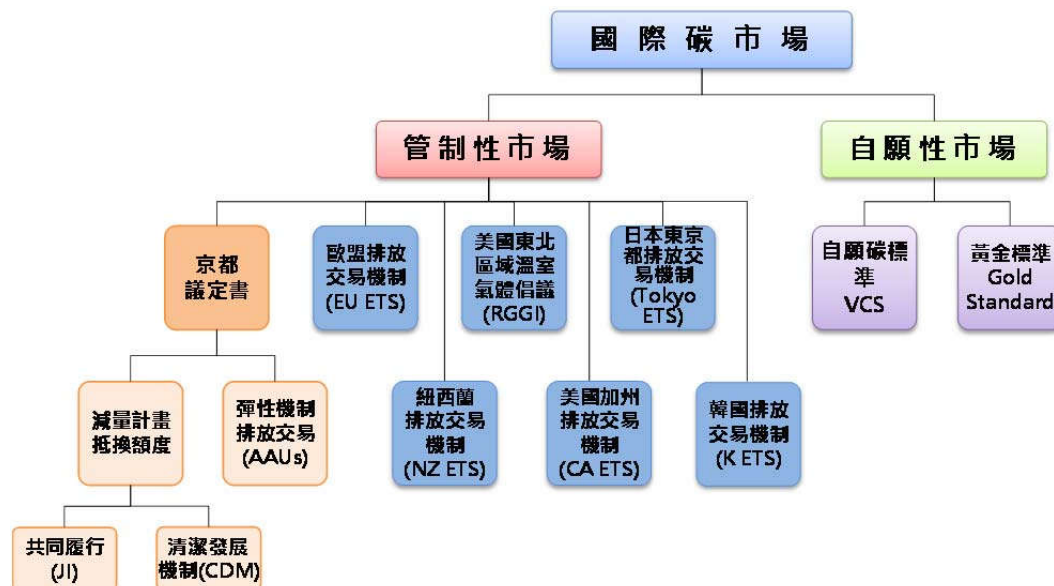 國際碳市場
管制性市場
自願性市場
京都
議定書
歐盟排放
交易機制
(EU ETS)
美國東北
區域溫室
氣體倡議
(RGGI)
日本東京
都排放交
易機制
(Tokyo
ETS)
自願碳標
準
VCS
黃金標準
Gold
Standard
減量計畫
抵換額度
彈性機制
排放交易
(AAUs)
紐西蘭
排放交易
機制
(NZ ETS)
美國加州
排放交易
機制
(CA ETS)
韓國排放
交易機制
(K ETS)
共同履行
(JI)
清潔發展
機制(CDM)